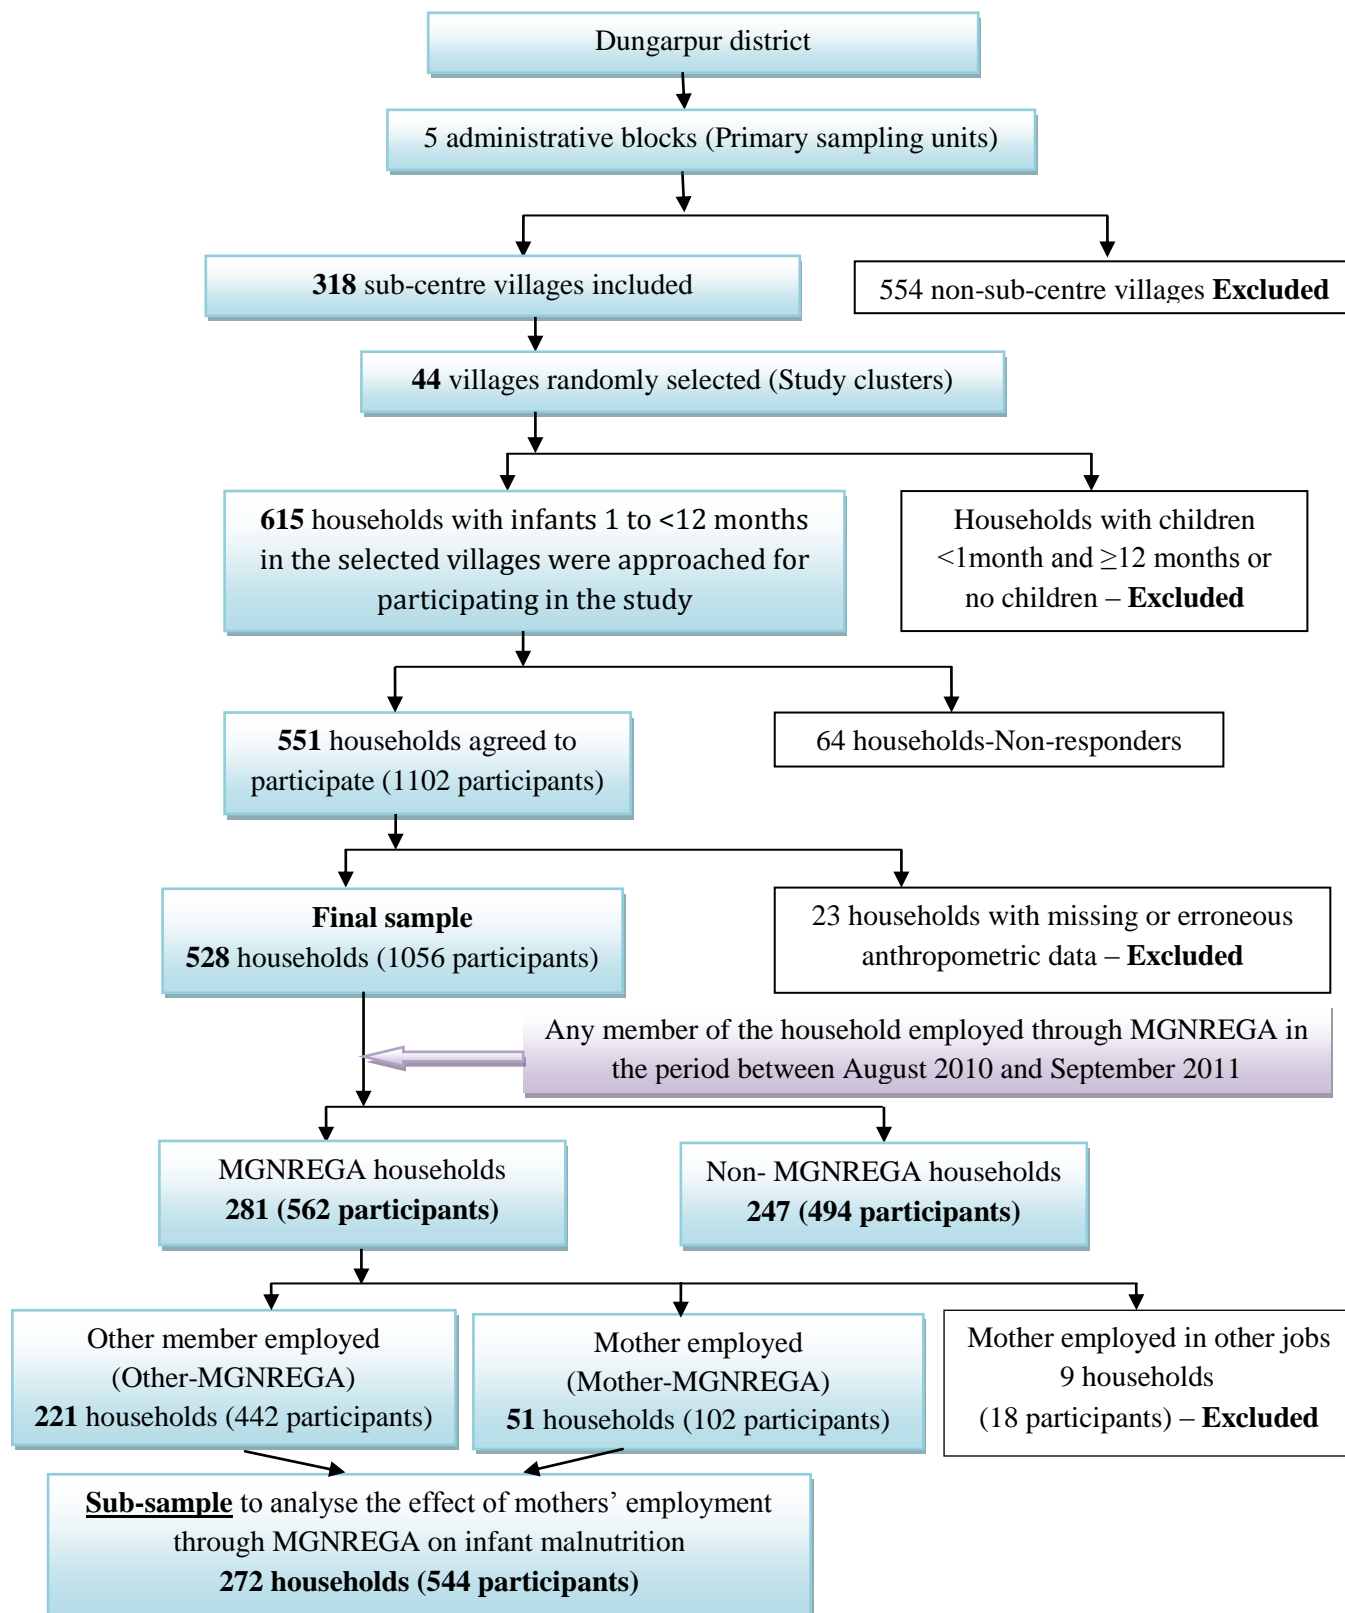 Dungarpur district
5 administrative blocks (Primary sampling units)
318 sub-centre villages included
554 non-sub-centre villages Excluded
44 villages randomly selected (Study clusters)
615 households with infants 1 to <12 months
in the selected villages were approached for
participating in the study
Households with children
<1month and ≥12 months or
no children – Excluded
551 households agreed to
participate (1102 participants)
64 households-Non-responders
Final sample
528 households (1056 participants)
23 households with missing or erroneous
anthropometric data – Excluded
Any member of the household employed through MGNREGA in
the period between August 2010 and September 2011
MGNREGA households
281 (562 participants)
Non- MGNREGA households
247 (494 participants)
Other member employed
(Other-MGNREGA)
221 households (442 participants)
Mother employed
(Mother-MGNREGA)
51 households (102 participants)
Mother employed in other jobs
9 households
(18 participants) – Excluded
Sub-sample to analyse the effect of mothers’ employment
through MGNREGA on infant malnutrition
272 households (544 participants)